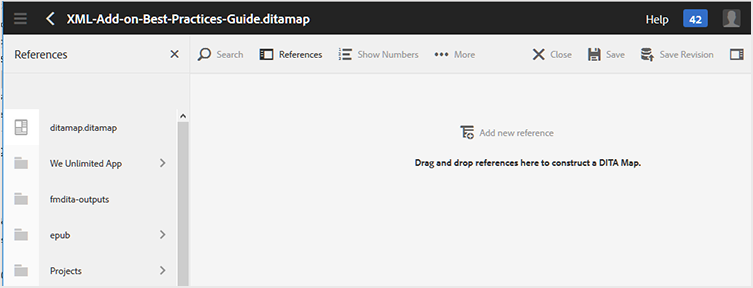 XML-Add-on-Best-Practices-Guide.ditamap
Help
42
References
Search
References
Show Numbers
More
Close
Save
Save Revision
ditamap.ditamap
We Unlimited App
fmdita-outputs
epub
Projects
Add new reference
Drag and drop references here to construct a DITA Map.